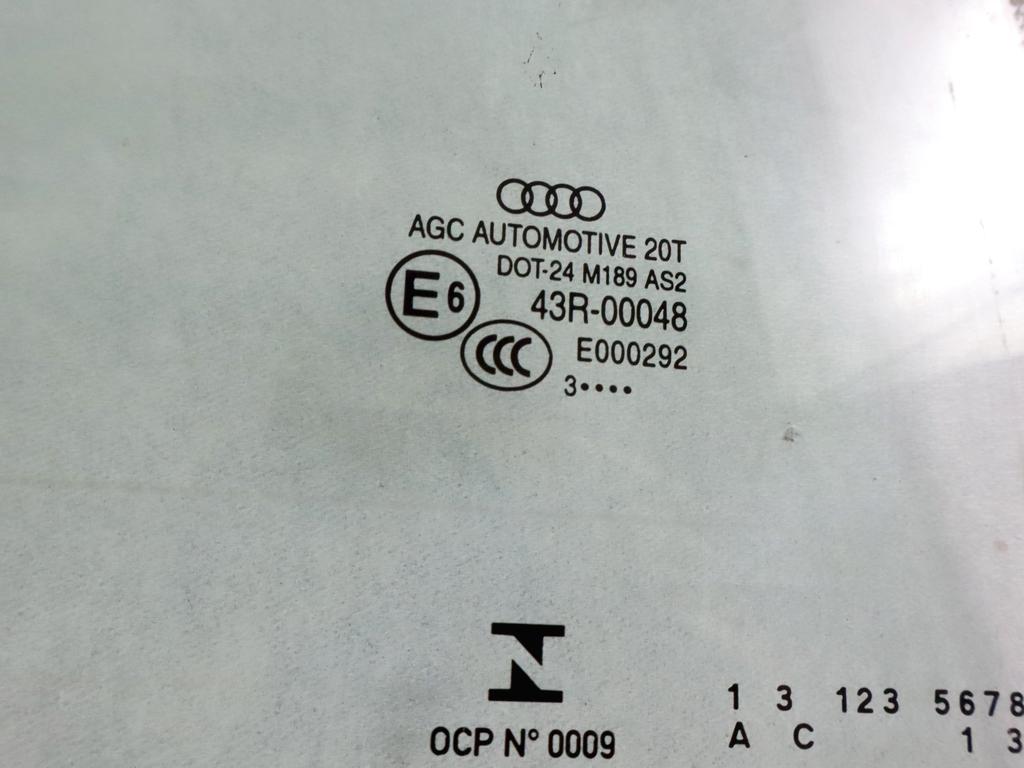 AGC AUTOMOTIVE 20T
DOT-24 M189 AS2
E6
43R-00048
CCC
E000292
3••••
OCP N° 0009
1 3 123 5678
A C 1 3